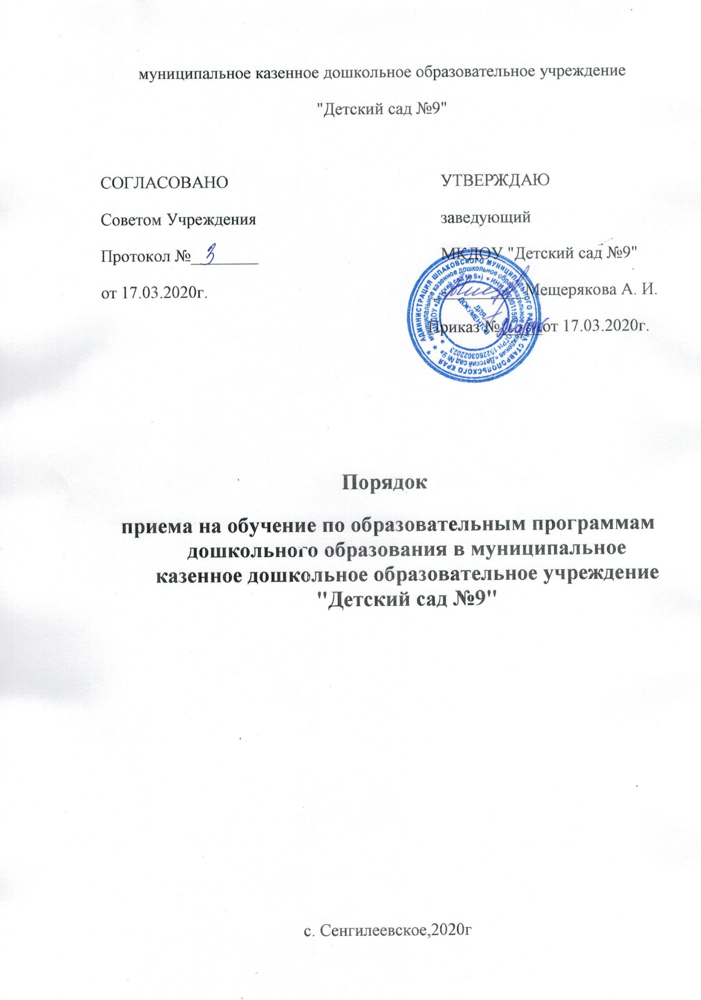 муниципальное казенное дошкольное образовательное учреждение
"Детский сад №9"
СОГЛАСОВАНО
Советом Учреждения
Протокол №___3_____
от 17.03.2020г.
УТВЕРЖДАЮ
заведующий
МКДОУ "Детский сад №9"
Мещерякова А. И.
Приказ № от 17.03.2020г.
АДМИНИСТРАЦИЯ ШПАКОВСКОГО МУНИЦИПАЛЬНОГО РАЙОНА СТАВРОПОЛЬСКОГО КРАЯ
муниципальное казенное дошкольное образовательное учреждение «Детский сад № 9»
(МКДОУ «Детский сад № 9») * ИНН ОГРН 1022603022023
ДЛЯ
ДОКУМЕНТОВ
Порядок
приема на обучение по образовательным программам
дошкольного образования в муниципальное
казенное дошкольное образовательное учреждение
"Детский сад №9"
с. Сенгилеевское,2020г